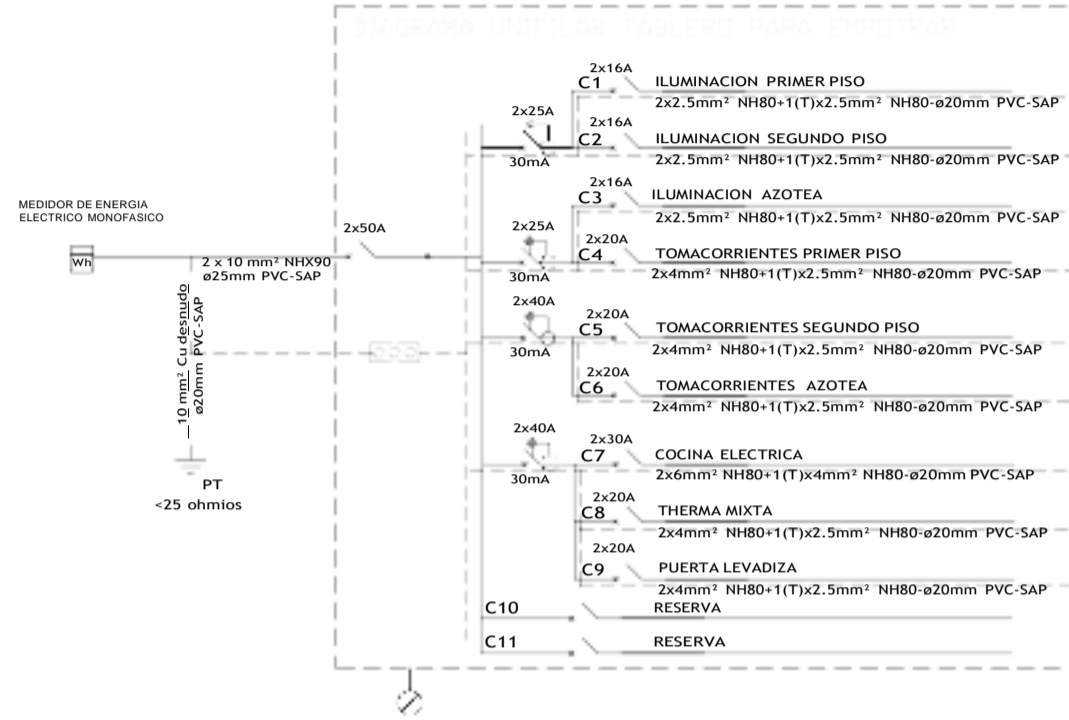 DIAGRAMA UNIFILAR TABLERO PARA EMPOTRAR
2x16A
C1 ILUMINACION PRIMER PISO
2x2.5mm² NH80+1(T)x2.5mm² NH80-ø20mm PVC-SAP
2x25A
30mA
2x16A
C2 ILUMINACION SEGUNDO PISO
2x2.5mm² NH80+1(T)x2.5mm² NH80-ø20mm PVC-SAP
2x16A
C3 ILUMINACION AZOTEA
2x2.5mm² NH80+1(T)x2.5mm² NH80-ø20mm PVC-SAP
MEDIDOR DE ENERGIA
ELECTRICO MONOFASICO
Wh
2 x 10 mm² NHX90
ø25mm PVC-SAP
2x50A
2x25A
30mA
2x20A
C4 TOMACORRIENTES PRIMER PISO
2x4mm² NH80+1(T)x2.5mm² NH80-ø20mm PVC-SAP
10 mm² Cu desnudo
ø20mm PVC-SAP
2x40A
30mA
2x20A
C5 TOMACORRIENTES SEGUNDO PISO
2x4mm² NH80+1(T)x2.5mm² NH80-ø20mm PVC-SAP
2x20A
C6 TOMACORRIENTES AZOTEA
2x4mm² NH80+1(T)x2.5mm² NH80-ø20mm PVC-SAP
PT
<25 ohmios
2x40A
30mA
2x30A
C7 COCINA ELECTRICA
2x6mm² NH80+1(T)x4mm² NH80-ø20mm PVC-SAP
2x20A
C8 THERMA MIXTA
2x4mm² NH80+1(T)x2.5mm² NH80-ø20mm PVC-SAP
2x20A
C9 PUERTA LEVADIZA
2x4mm² NH80+1(T)x2.5mm² NH80-ø20mm PVC-SAP
C10 RESERVA
C11 RESERVA